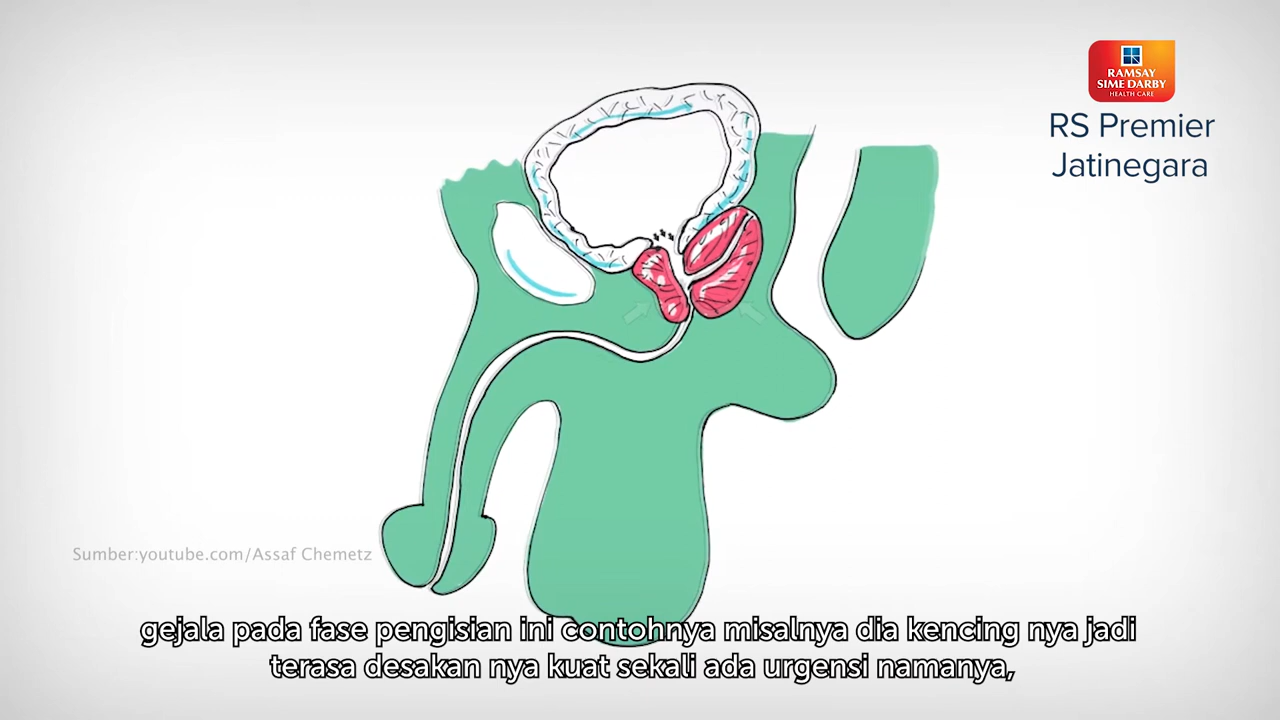 RAMSAY
SIME DARBY
HEALTH CARE
RS Premier
Jatinegara
Sumber:youtube.com/Assaf Chemetz
gejala pada fase pengisian ini contohnya misalnya dia kencing nya jadi
terasa desakan nya kuat sekali ada urgensi namanya,